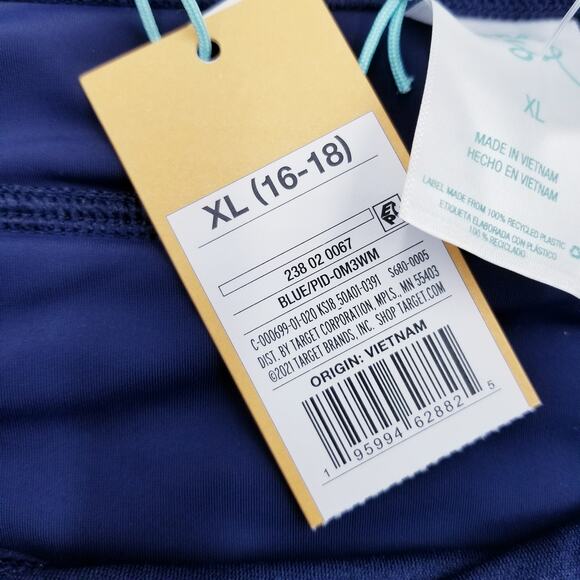 XL (16-18)
238 02 0067
BLUE/PID-0M3WM
C-000699-01-020 KS18_50A01-0391 S680-0005
DIST. BY TARGET CORPORATION, MPLS., MN 55403
©2021 TARGET BRANDS, INC. SHOP TARGET.COM
ORIGIN: VIETNAM
1 95994 62882 5
XL
MADE IN VIETNAM
HECHO EN VIETNAM
LABEL MADE FROM 100% RECYCLED PLASTIC
ETIQUETA ELABORADA CON PLÁSTICO
100 % RECICLADO